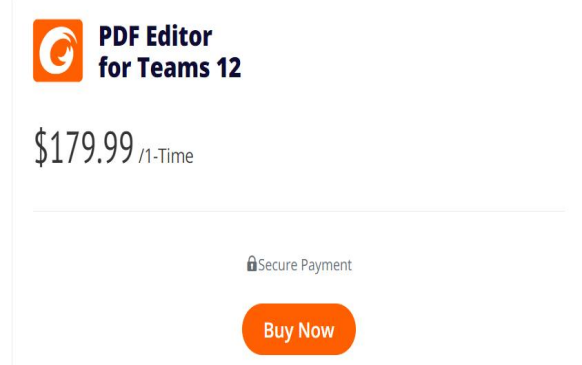 PDF Editor
for Teams 12
$179.99 /1-Time
Secure Payment
Buy Now